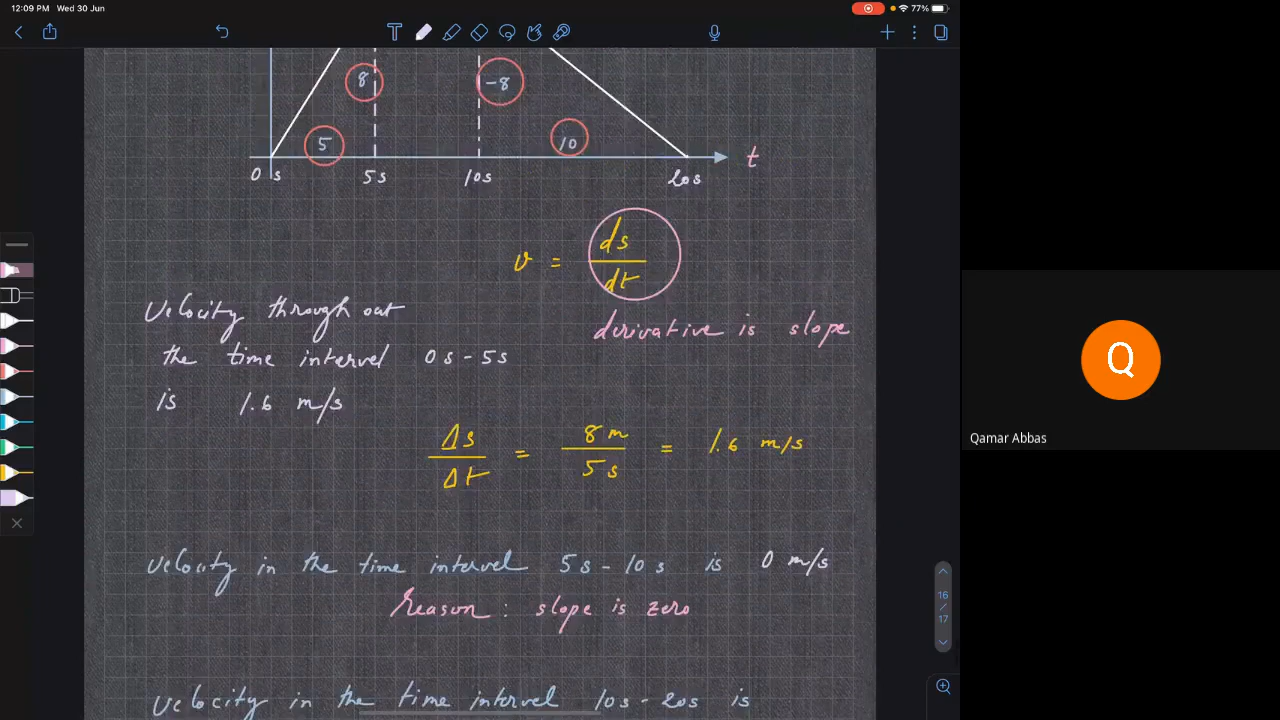 12:09 PM Wed 30 Jun
77%
T
8
-8
5
10
t
0 s
5 s
10 s
20 s
v = ds
dt
derivative is slope
Velocity through out
the time interval 0 s - 5 s
is 1.6 m/s
Δs = 8 m = 1.6 m/s
Δt 5 s
Velocity in the time interval 5 s - 10 s is 0 m/s
Reason : slope is zero
Velocity in the time interval 10 s - 20 s is
16
/
17
Q
Qamar Abbas